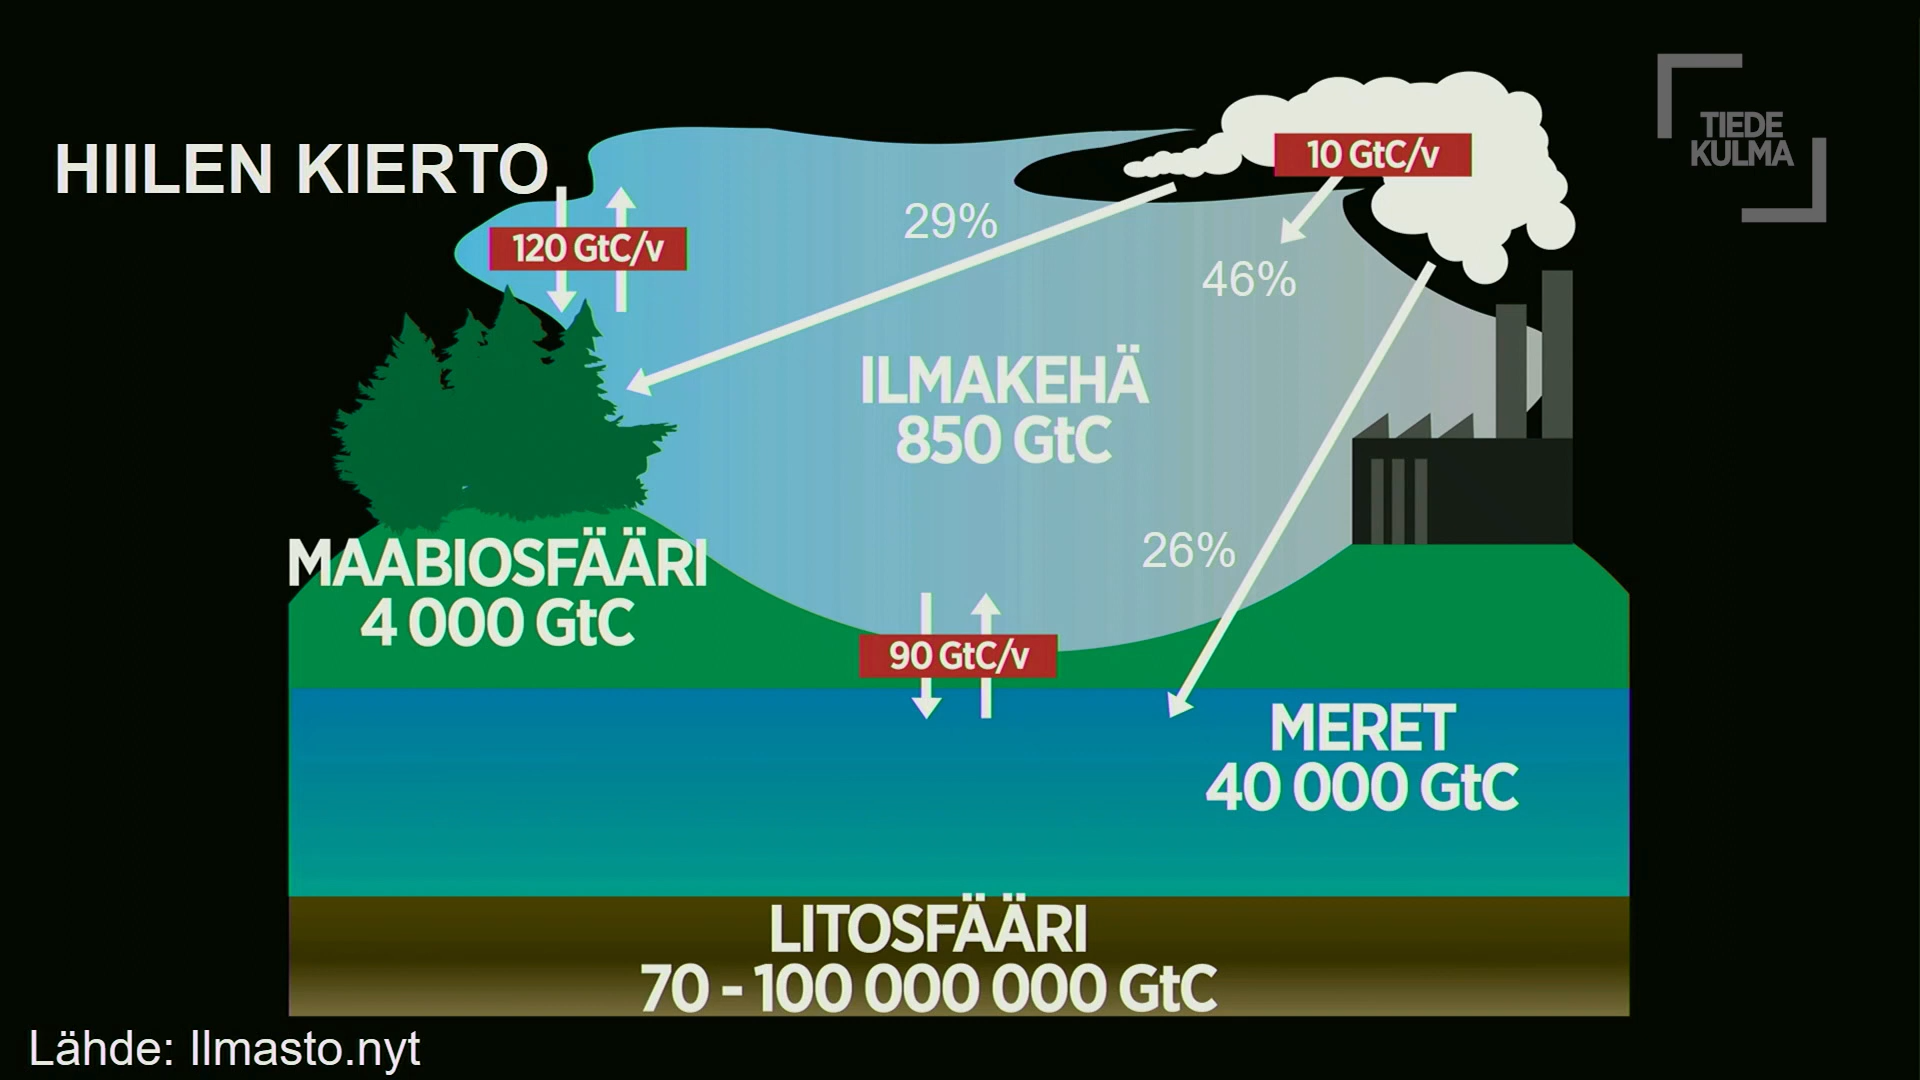 HIILEN KIERTO
TIEDE
KULMA
10 GtC/v
120 GtC/v
29%
46%
ILMAKEHÄ
850 GtC
26%
MAABIOSFÄÄRI
4 000 GtC
90 GtC/v
MERET
40 000 GtC
LITOSFÄÄRI
70 - 100 000 000 GtC
Lähde: Ilmasto.nyt